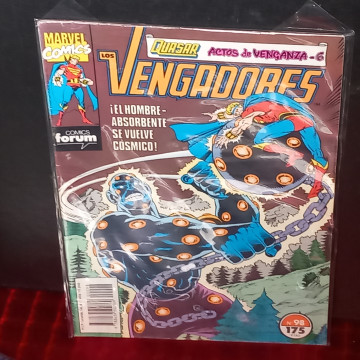 MARVEL
COMICS
QUASAR
ACTOS de VENGANZA - 6
LOS
VENGADORES
¡EL HOMBRE-
ABSORBENTE
SE VUELVE
CÓSMICO!
COMICS
forum
Nº 98
175